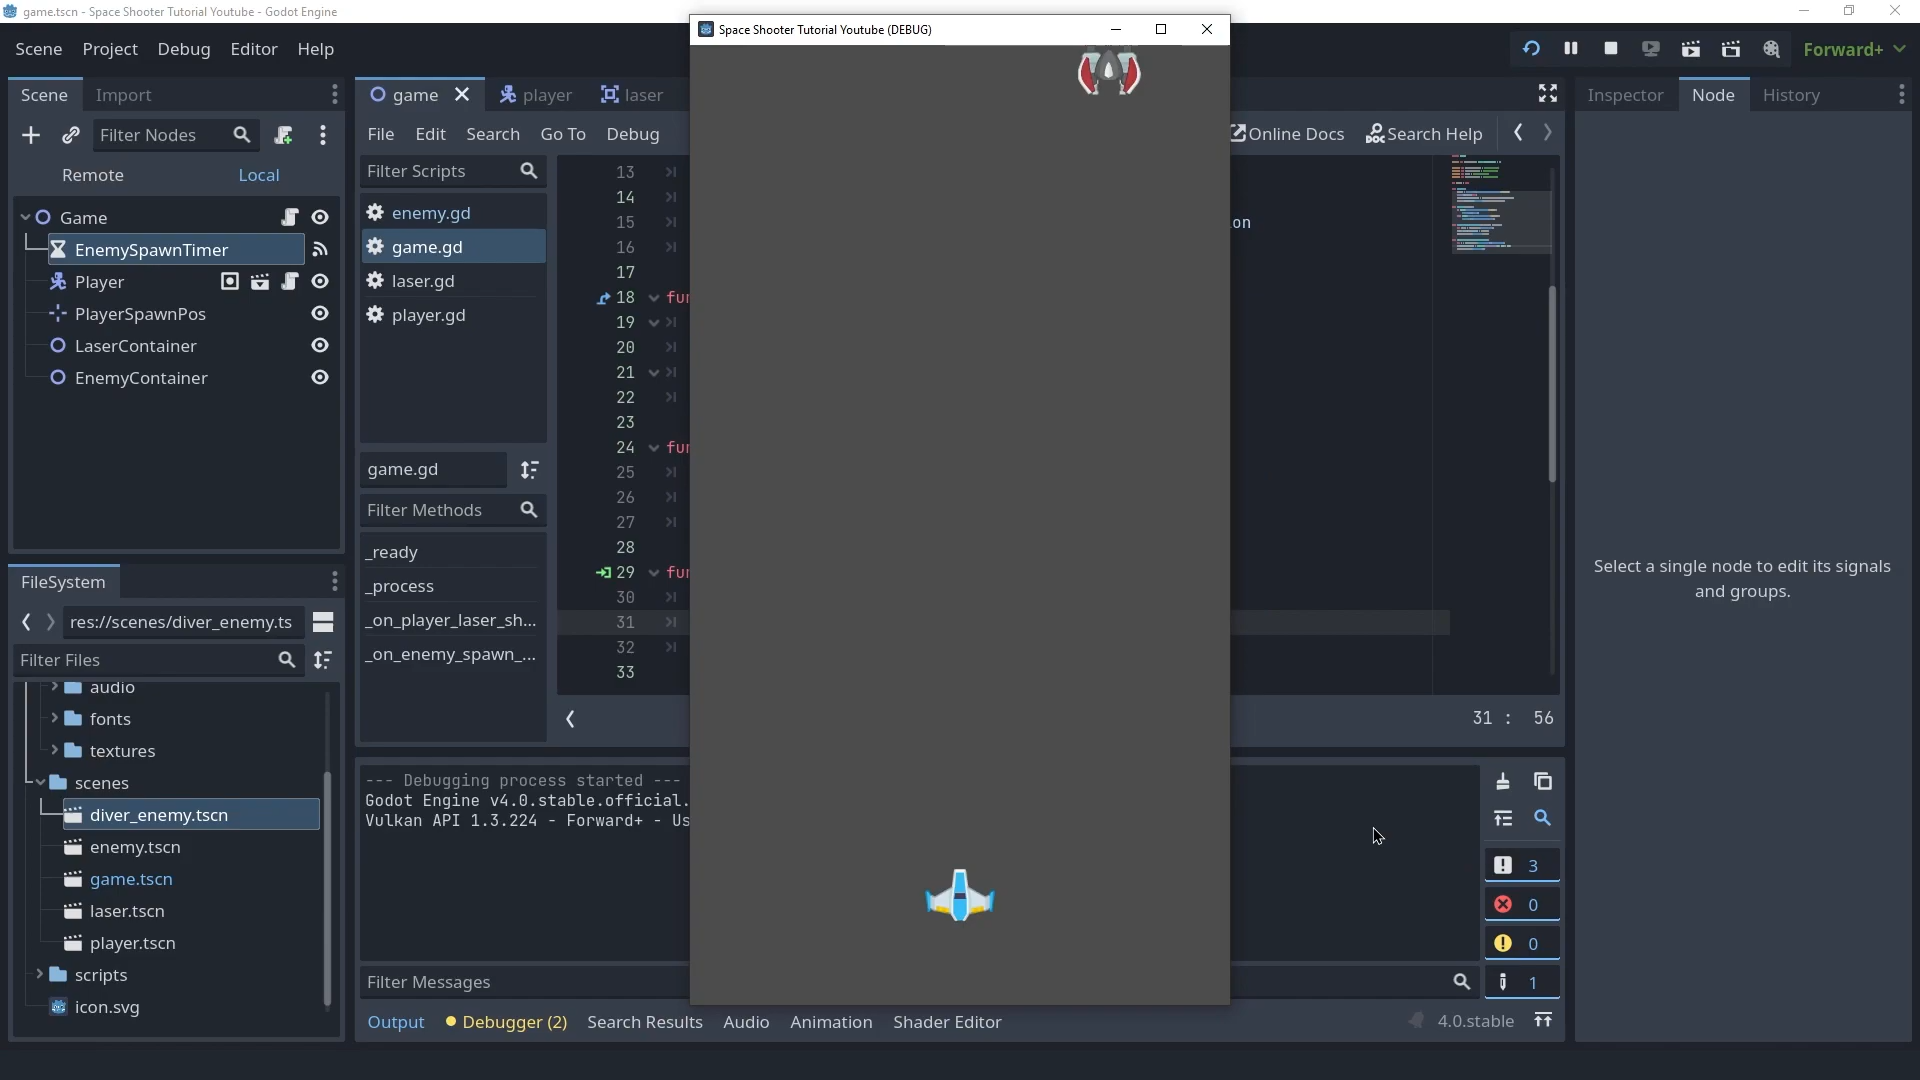 game.tscn - Space Shooter Tutorial Youtube - Godot Engine
Scene Project Debug Editor Help
Forward+
Space Shooter Tutorial Youtube (DEBUG)
Scene Import
Filter Nodes
Remote Local
Game
EnemySpawnTimer
Player
PlayerSpawnPos
LaserContainer
EnemyContainer
FileSystem
res://scenes/diver_enemy.ts
Filter Files
audio
fonts
textures
scenes
diver_enemy.tscn
enemy.tscn
game.tscn
laser.tscn
player.tscn
scripts
icon.svg
game player laser
File Edit Search Go To Debug
Online Docs Search Help
Filter Scripts
enemy.gd
game.gd
laser.gd
player.gd
game.gd
Filter Methods
_ready
_process
_on_player_laser_sh...
_on_enemy_spawn_...
13
14
15 on
16
17
18 fun
19
20
21
22
23
24 fun
25
26
27
28
29 fun
30
31
32
33
31 : 56
--- Debugging process started ---
Godot Engine v4.0.stable.official.
Vulkan API 1.3.224 - Forward+ - Us
3
0
0
1
Filter Messages
Output Debugger (2) Search Results Audio Animation Shader Editor
4.0.stable
Inspector Node History
Select a single node to edit its signals
and groups.